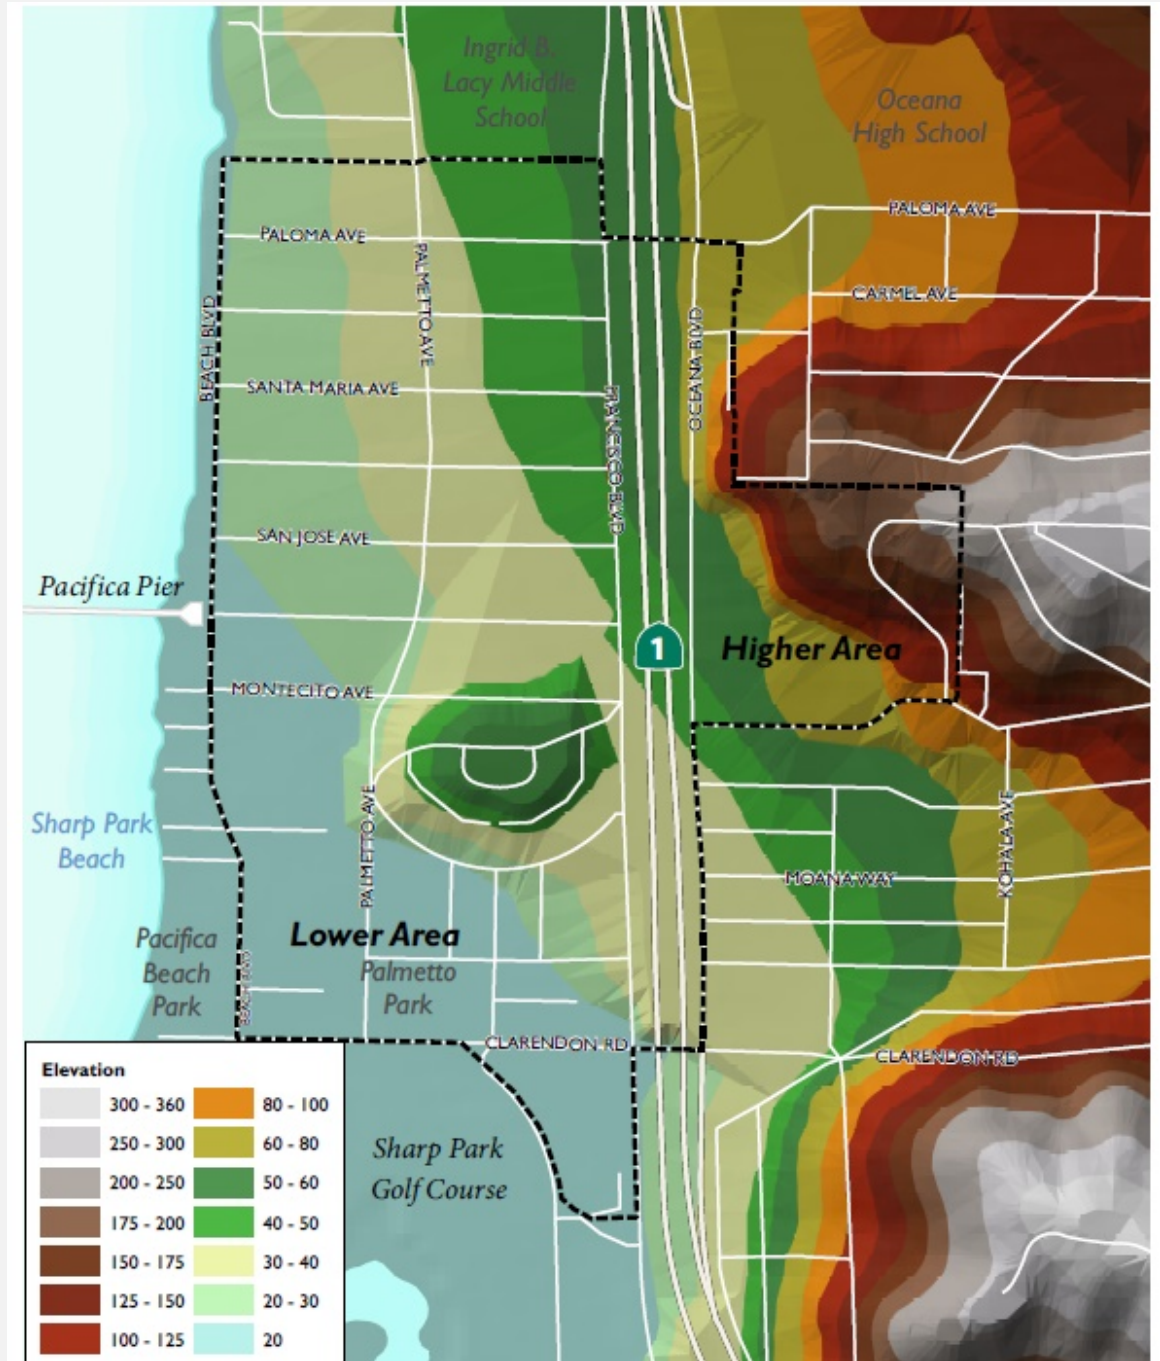 Ingrid B.
Lacy Middle
School
Oceana
High School
PALOMA AVE
PALOMA AVE
PALMETTO AVE
CARMEL AVE
BEACH BLVD
OCEANA BLVD
SANTA MARIA AVE
FRANCISCO BLVD
SAN JOSE AVE
Pacifica Pier
1
Higher Area
MONTECITO AVE
Sharp Park
Beach
PALMETTO AVE
KOHALA AVE
MOANA WAY
Lower Area
Pacifica
Beach
Park
BEACH BLVD
Palmetto
Park
CLARENDON RD
CLARENDON RD
Sharp Park
Golf Course
Elevation
300 - 360
250 - 300
200 - 250
175 - 200
150 - 175
125 - 150
100 - 125
80 - 100
60 - 80
50 - 60
40 - 50
30 - 40
20 - 30
20